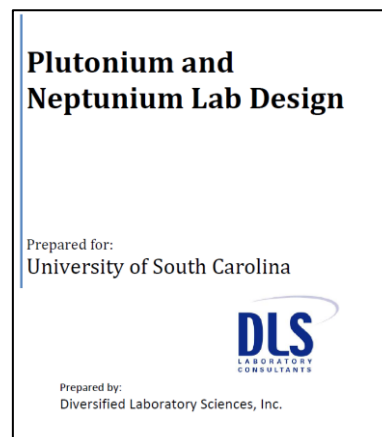 Plutonium and
Neptunium Lab Design
Prepared for:
University of South Carolina
DLS
LABORATORY
CONSULTANTS
Prepared by:
Diversified Laboratory Sciences, Inc.